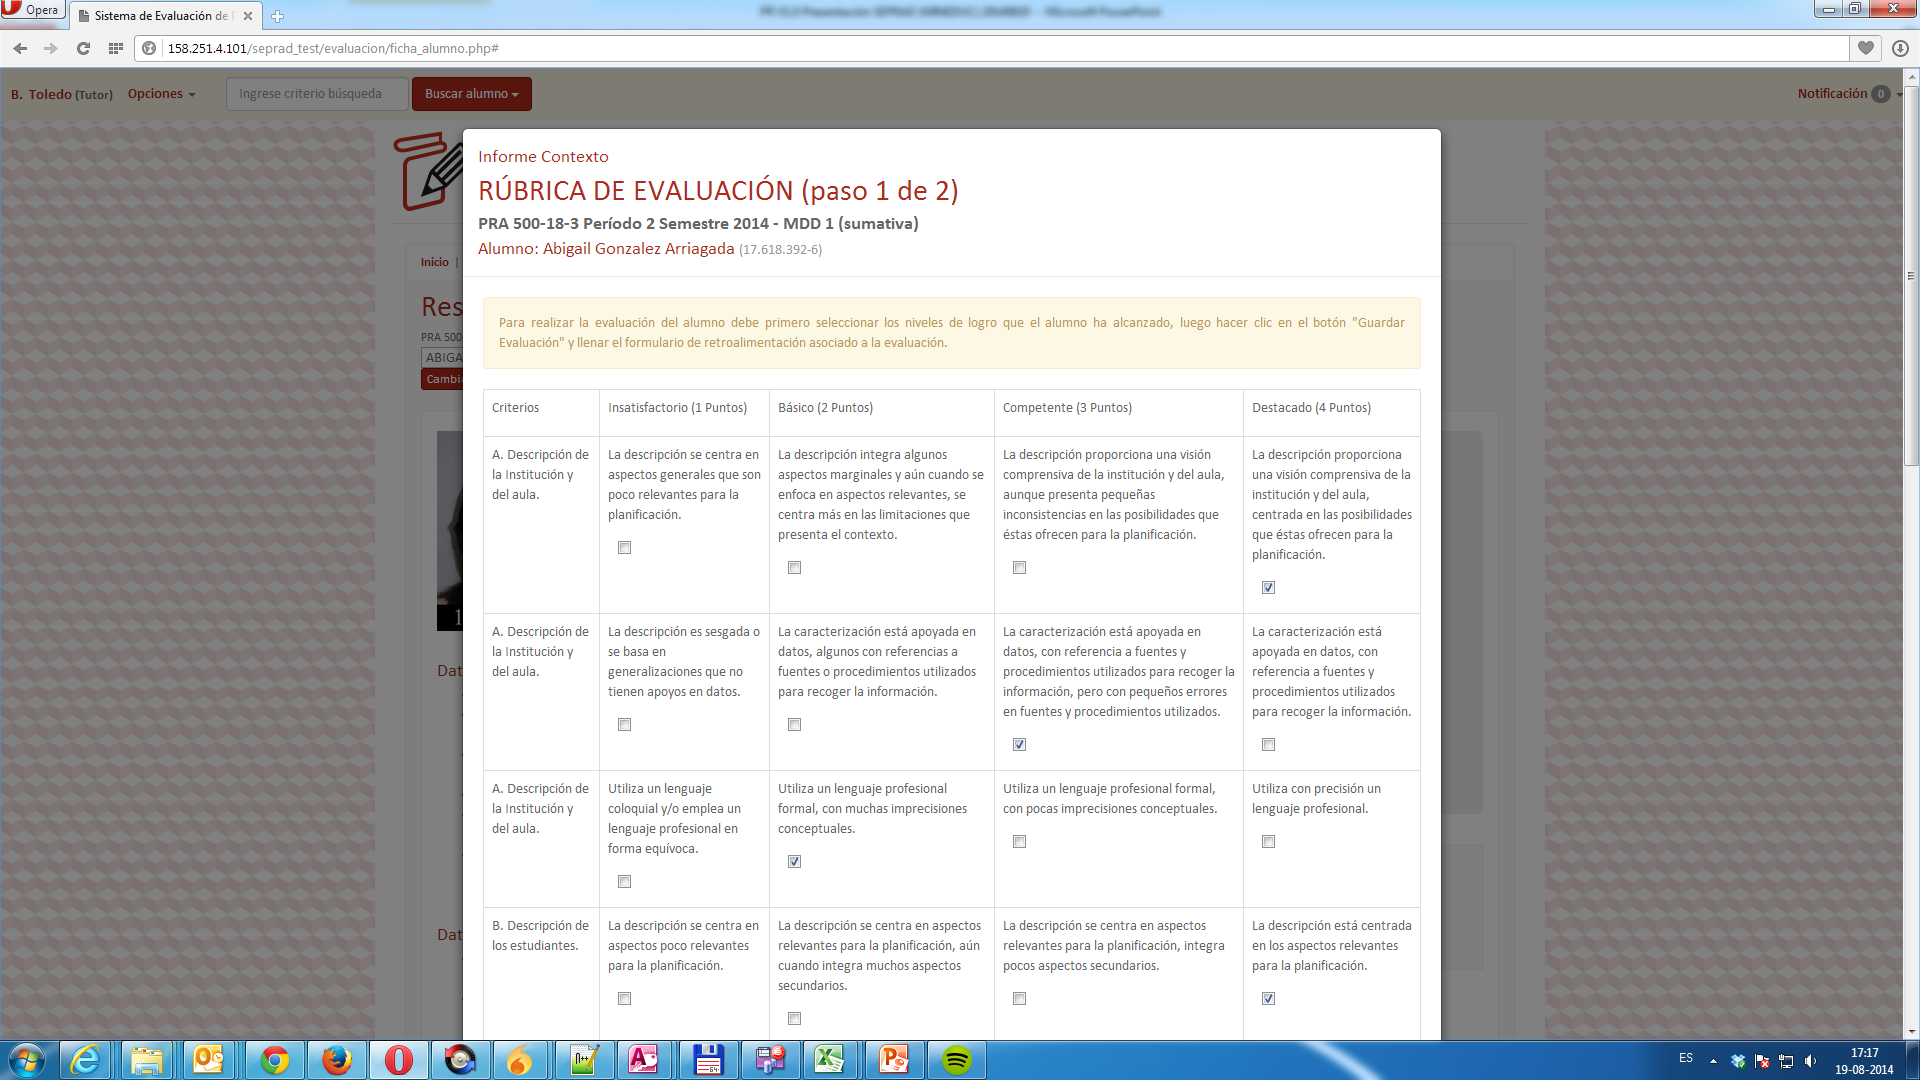 Opera
Sistema de Evaluación de
158.251.4.101/seprad_test/evaluacion/ficha_alumno.php#
B. Toledo (Tutor) Opciones Ingrese criterio búsqueda Buscar alumno Notificación 0
Informe Contexto
RÚBRICA DE EVALUACIÓN (paso 1 de 2)
PRA 500-18-3 Período 2 Semestre 2014 - MDD 1 (sumativa)
Alumno: Abigail Gonzalez Arriagada (17.618.392-6)
Inicio |
Res
PRA 500
ABIGA
Cambi
Dat
Dat
Para realizar la evaluación del alumno debe primero seleccionar los niveles de logro que el alumno ha alcanzado, luego hacer clic en el botón "Guardar
Evaluación" y llenar el formulario de retroalimentación asociado a la evaluación.
Criterios
Insatisfactorio (1 Puntos)
Básico (2 Puntos)
Competente (3 Puntos)
Destacado (4 Puntos)
A. Descripción de
la Institución y
del aula.
La descripción se centra en
aspectos generales que son
poco relevantes para la
planificación.
La descripción integra algunos
aspectos marginales y aún cuando se
enfoca en aspectos relevantes, se
centra más en las limitaciones que
presenta el contexto.
La descripción proporciona una visión
comprensiva de la institución y del aula,
aunque presenta pequeñas
inconsistencias en las posibilidades que
éstas ofrecen para la planificación.
La descripción proporciona
una visión comprensiva de la
institución y del aula,
centrada en las posibilidades
que éstas ofrecen para la
planificación.
A. Descripción de
la Institución y
del aula.
La descripción es sesgada o
se basa en
generalizaciones que no
tienen apoyos en datos.
La caracterización está apoyada en
datos, algunos con referencias a
fuentes o procedimientos utilizados
para recoger la información.
La caracterización está apoyada en
datos, con referencia a fuentes y
procedimientos utilizados para recoger la
información, pero con pequeños errores
en fuentes y procedimientos utilizados.
La caracterización está
apoyada en datos, con
referencia a fuentes y
procedimientos utilizados
para recoger la información.
A. Descripción de
la Institución y
del aula.
Utiliza un lenguaje
coloquial y/o emplea un
lenguaje profesional en
forma equívoca.
Utiliza un lenguaje profesional
formal, con muchas imprecisiones
conceptuales.
Utiliza un lenguaje profesional formal,
con pocas imprecisiones conceptuales.
Utiliza con precisión un
lenguaje profesional.
B. Descripción de
los estudiantes.
La descripción se centra en
aspectos poco relevantes
para la planificación.
La descripción se centra en aspectos
relevantes para la planificación, aún
cuando integra muchos aspectos
secundarios.
La descripción se centra en aspectos
relevantes para la planificación, integra
pocos aspectos secundarios.
La descripción está centrada
en los aspectos relevantes
para la planificación.
ES
17:17
19-08-2014